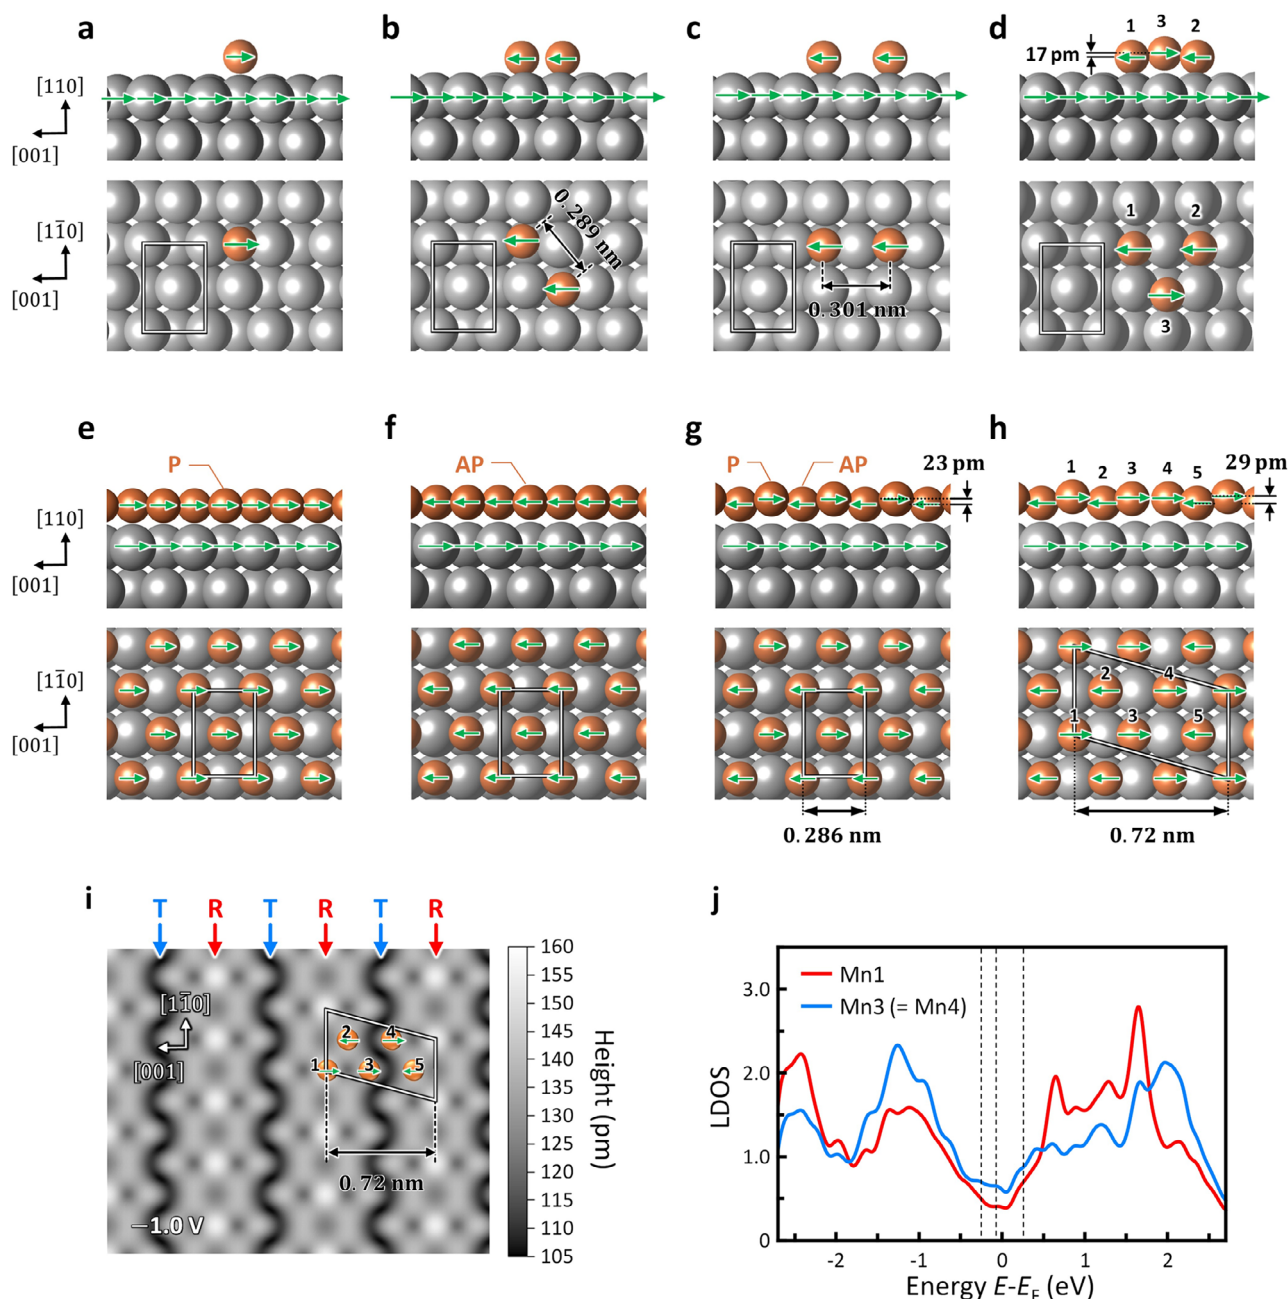 a
b
c
d
1
3
2
17 pm
[110]
[001]
[11̅0]
[001]
0.289 nm
0.301 nm
1
2
3
e
f
g
h
P
AP
P
AP
23 pm
1
2
3
4
5
29 pm
[110]
[001]
[11̅0]
[001]
2
4
1
3
5
0.286 nm
0.72 nm
i
T
R
T
R
T
R
[11̅0]
[001]
2
4
1
3
5
0.72 nm
−1.0 V
160
155
150
145
140
135
130
125
120
115
110
105
Height (pm)
j
Mn1
Mn3 (= Mn4)
3.0
2.0
1.0
0
LDOS
-2
-1
0
1
2
Energy E-E_F (eV)